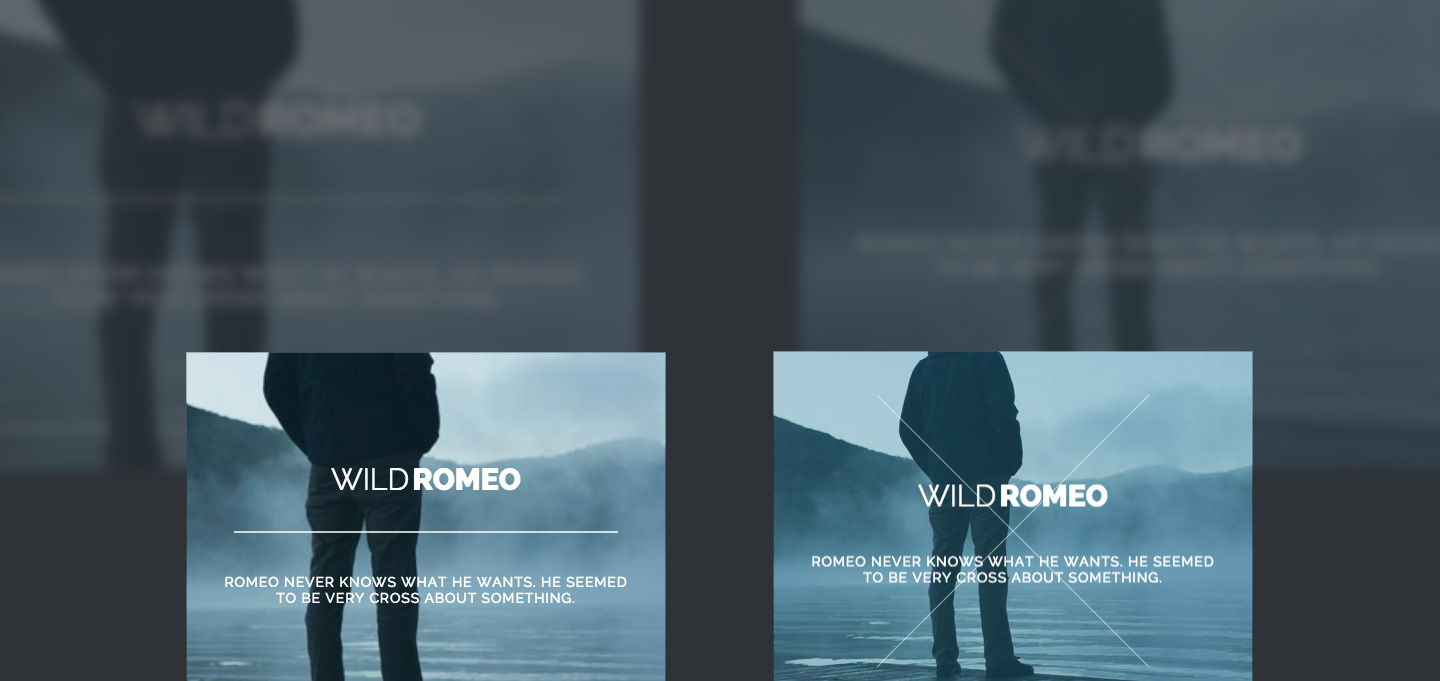 WILD ROMEO
ROMEO NEVER KNOWS WHAT HE WANTS. HE SEEMED
TO BE VERY CROSS ABOUT SOMETHING.
WILD ROMEO
ROMEO NEVER KNOWS WHAT HE WANTS. HE SEEMED
TO BE VERY CROSS ABOUT SOMETHING.